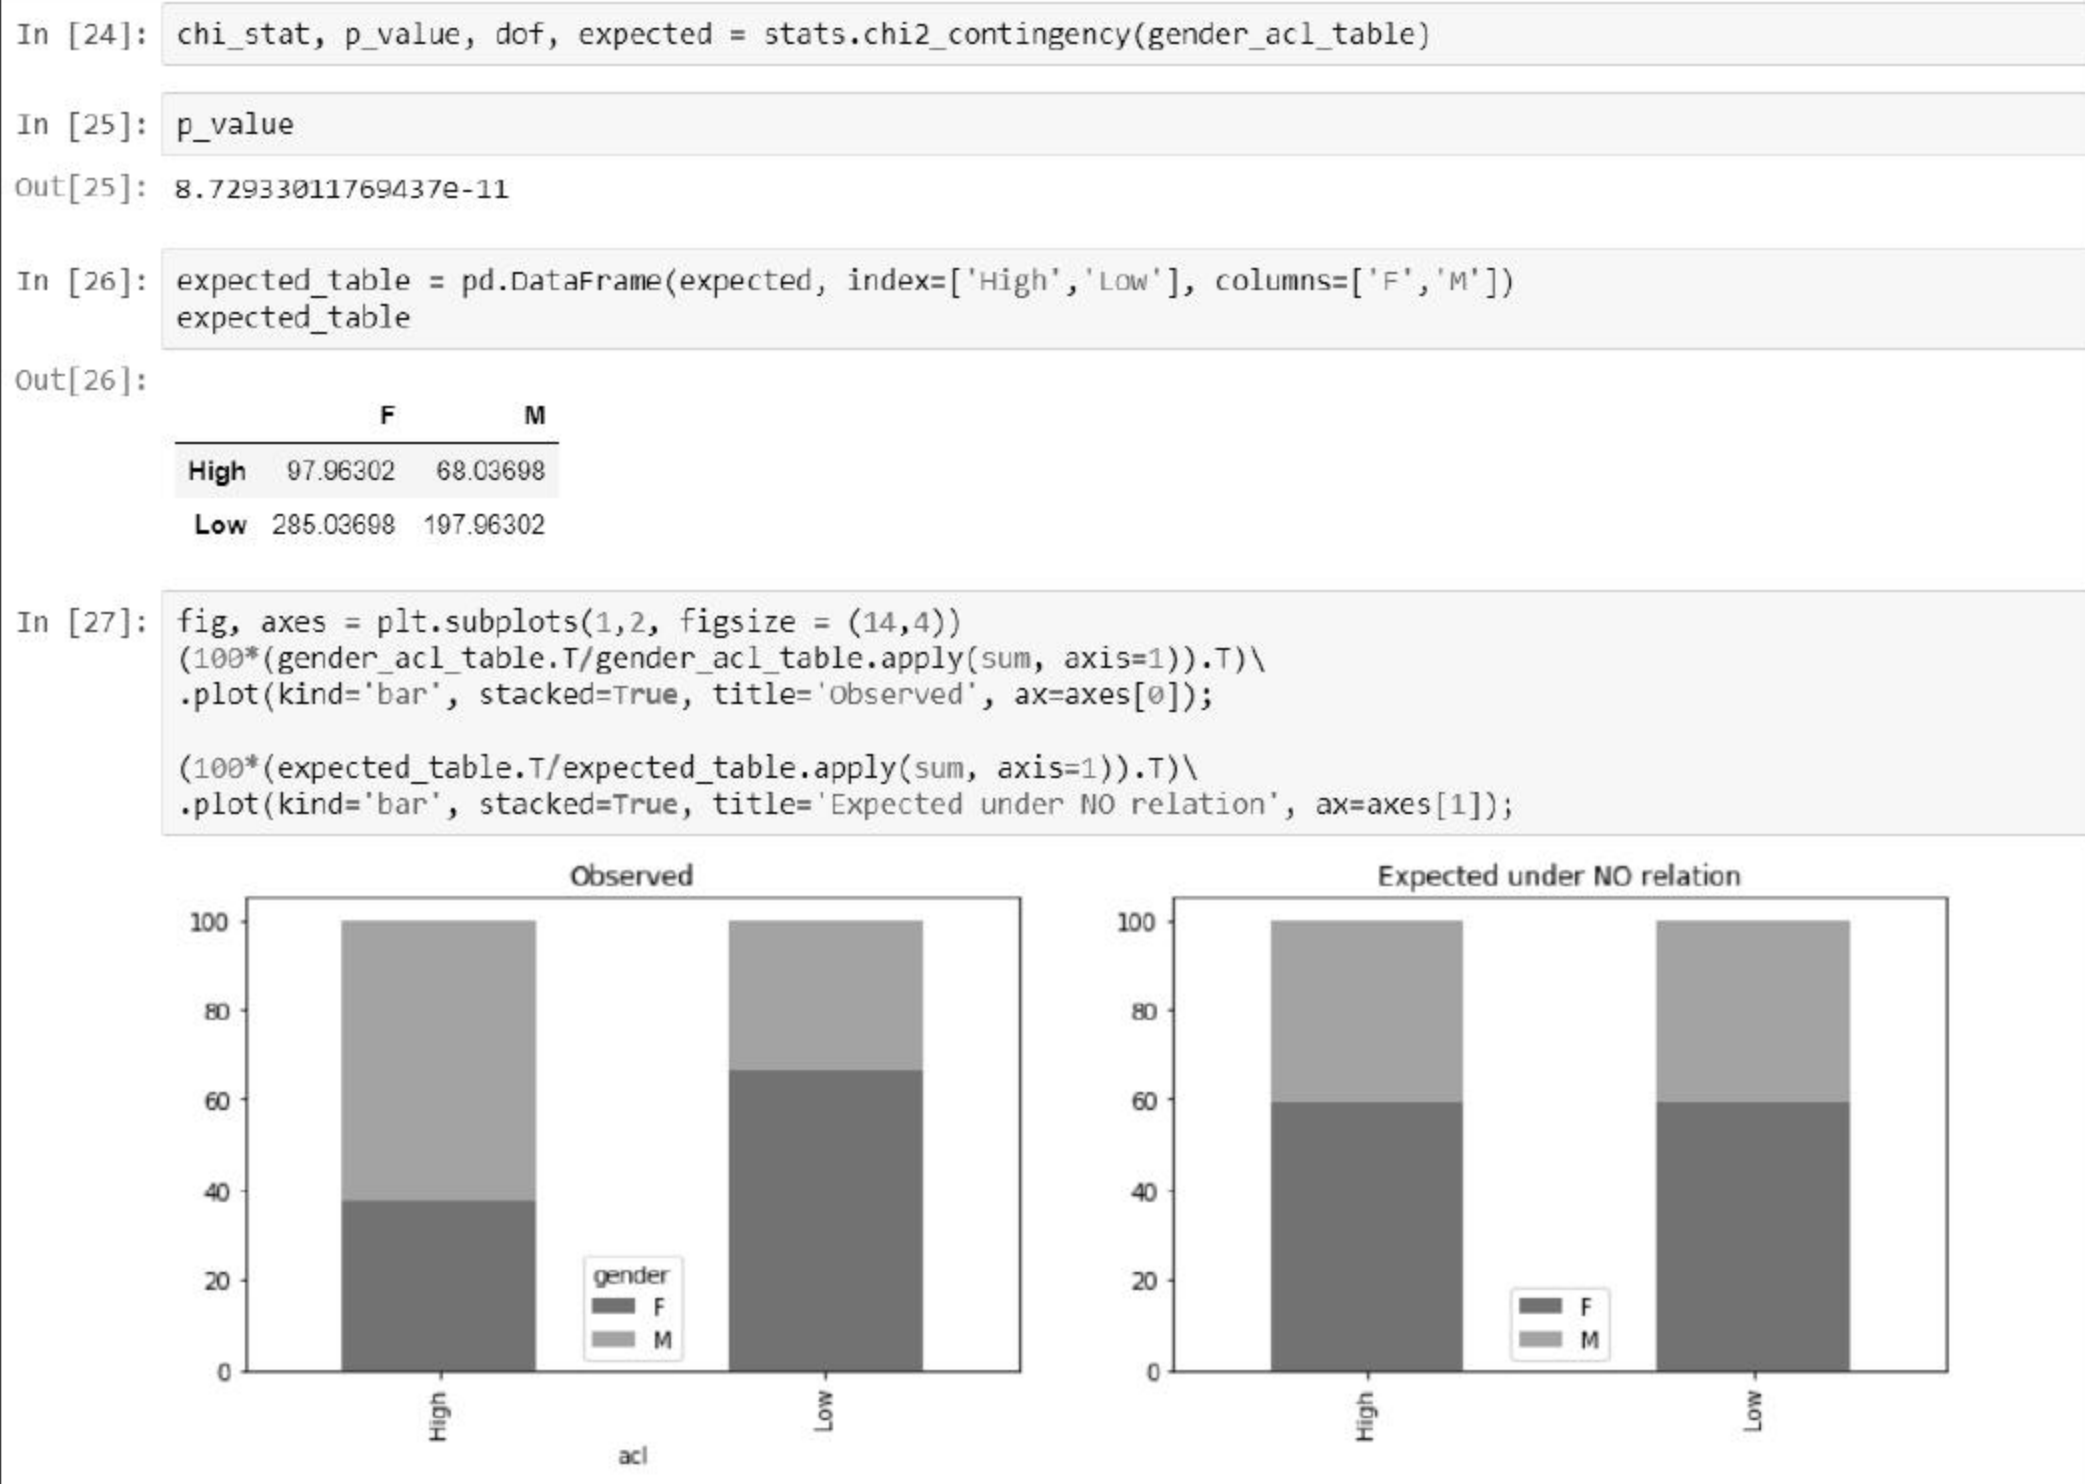 In [24]: chi_stat, p_value, dof, expected = stats.chi2_contingency(gender_acl_table)
In [25]: p_value
Out[25]: 8.72933011769437e-11
In [26]: expected_table = pd.DataFrame(expected, index=['High','Low'], columns=['F','M'])
expected_table
Out[26]:
F M
High 97.96302 68.03698
Low 285.03698 197.96302
In [27]: fig, axes = plt.subplots(1,2, figsize = (14,4))
(100*(gender_acl_table.T/gender_acl_table.apply(sum, axis=1)).T)\
.plot(kind='bar', stacked=True, title='Observed', ax=axes[0]);
(100*(expected_table.T/expected_table.apply(sum, axis=1)).T)\
.plot(kind='bar', stacked=True, title='Expected under NO relation', ax=axes[1]);
Observed
100
80
60
40
20
0
gender
F
M
High
Low
acl
Expected under NO relation
100
80
60
40
20
0
F
M
High
Low